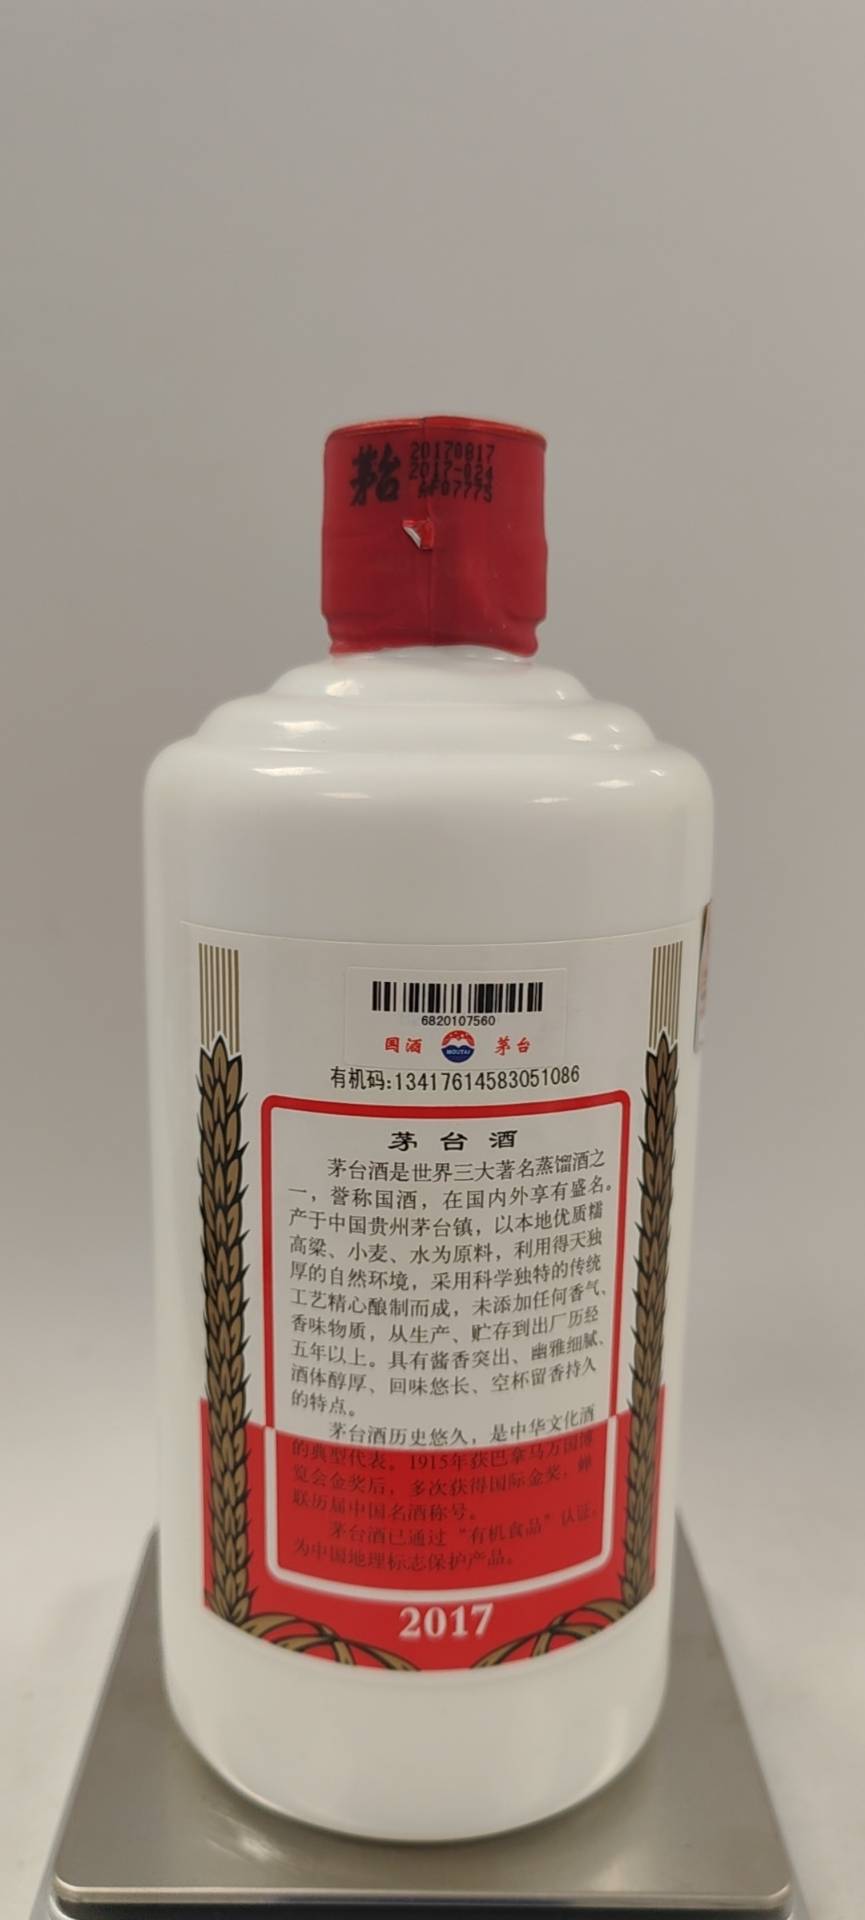 茅台
20170817
2017-024
AF07775
6820107560
国酒 MOUTAI 茅台
有机码:13417614583051086
茅台酒
茅台酒是世界三大著名蒸馏酒之
一，誉称国酒，在国内外享有盛名。
产于中国贵州茅台镇，以本地优质糯
高粱、小麦、水为原料，利用得天独
厚的自然环境，采用科学独特的传统
工艺精心酿制而成，未添加任何香气、
香味物质，从生产、贮存到出厂历经
五年以上。具有酱香突出、幽雅细腻、
酒体醇厚、回味悠长、空杯留香持久
的特点。
茅台酒历史悠久，是中华文化酒
的典型代表。1915年获巴拿马万国博
览会金奖后，多次获得国际金奖，蝉
联历届中国名酒称号。
茅台酒已通过“有机食品”认证，
为中国地理标志保护产品。
2017